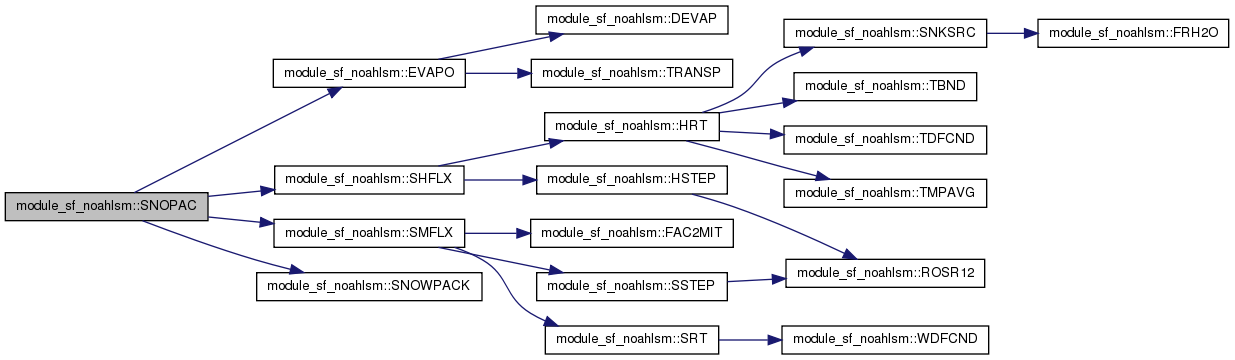 module_sf_noahlsm::DEVAP
module_sf_noahlsm::SNKSRC
module_sf_noahlsm::FRH2O
module_sf_noahlsm::EVAPO
module_sf_noahlsm::TRANSP
module_sf_noahlsm::TBND
module_sf_noahlsm::HRT
module_sf_noahlsm::TDFCND
module_sf_noahlsm::SHFLX
module_sf_noahlsm::HSTEP
module_sf_noahlsm::TMPAVG
module_sf_noahlsm::SNOPAC
module_sf_noahlsm::SMFLX
module_sf_noahlsm::FAC2MIT
module_sf_noahlsm::ROSR12
module_sf_noahlsm::SNOWPACK
module_sf_noahlsm::SSTEP
module_sf_noahlsm::SRT
module_sf_noahlsm::WDFCND